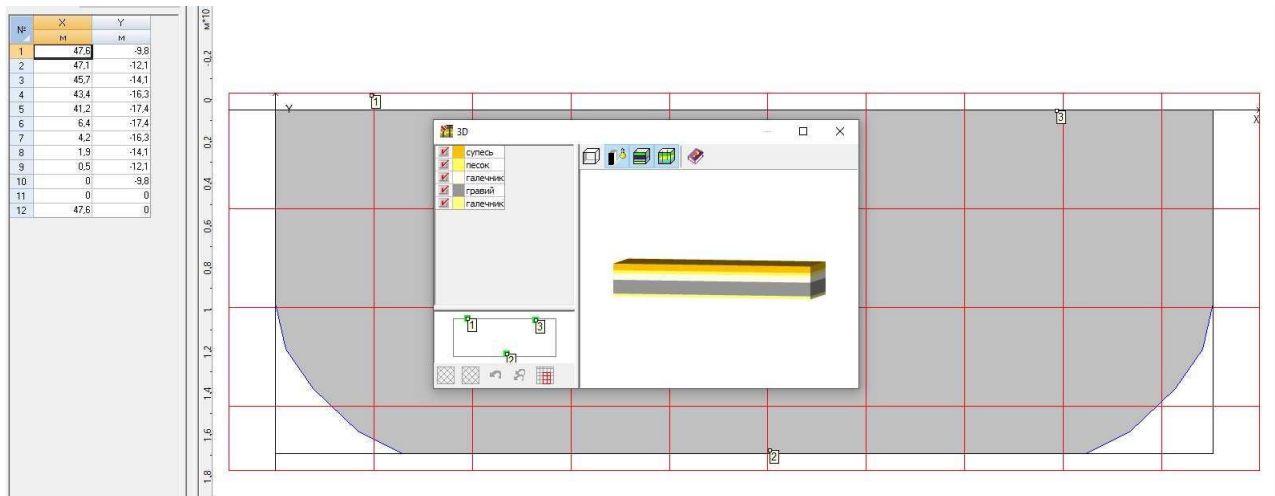 № X Y
м м
1 47,6 -9,8
2 47,1 -12,1
3 45,7 -14,1
4 43,4 -16,3
5 41,2 -17,4
6 6,4 -17,4
7 4,2 -16,3
8 1,9 -14,1
9 0,5 -12,1
10 0 -9,8
11 0 0
12 47,6 0
м*10
-0,2
0
0,2
0,4
0,6
0,8
1
1,2
1,4
1,6
1,8
Y
X
1
3
2
3D
супесь
песок
галечник
гравий
галечник
1
3
2